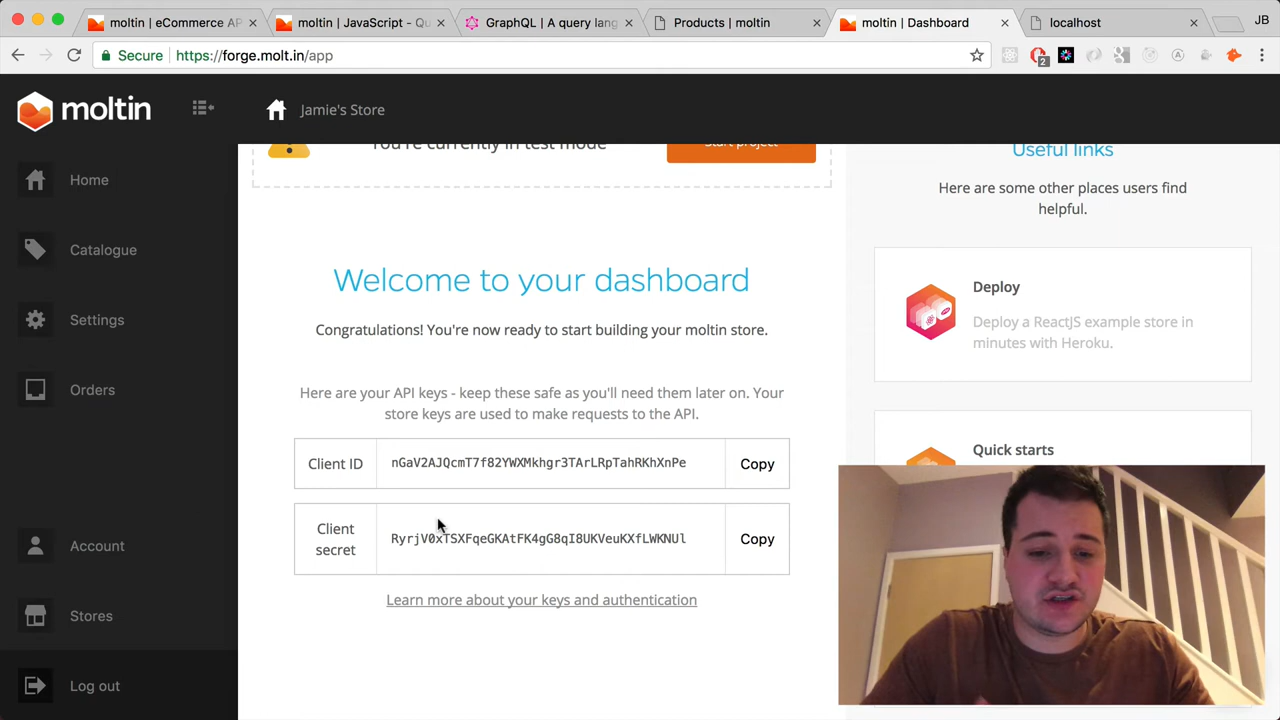 moltin | eCommerce AP
moltin | JavaScript - Qu
GraphQL | A query lang
Products | moltin
moltin | Dashboard
localhost
JB
Secure
https://forge.molt.in/app
2
moltin
Jamie's Store
Home
Catalogue
Settings
Orders
Account
Stores
Log out
You're currently in test mode
Start project
Welcome to your dashboard
Congratulations! You're now ready to start building your moltin store.
Here are your API keys - keep these safe as you'll need them later on. Your
store keys are used to make requests to the API.
Client ID
nGaV2AJQcmT7f82YWXMkhgr3TArLRpTahRKhXnPe
Copy
Client
secret
RyrjV0xTSXFqeGKAtFK4gG8qI8UKVeuKXfLWKNUl
Copy
Learn more about your keys and authentication
Useful links
Here are some other places users find
helpful.
Deploy
Deploy a ReactJS example store in
minutes with Heroku.
Quick starts